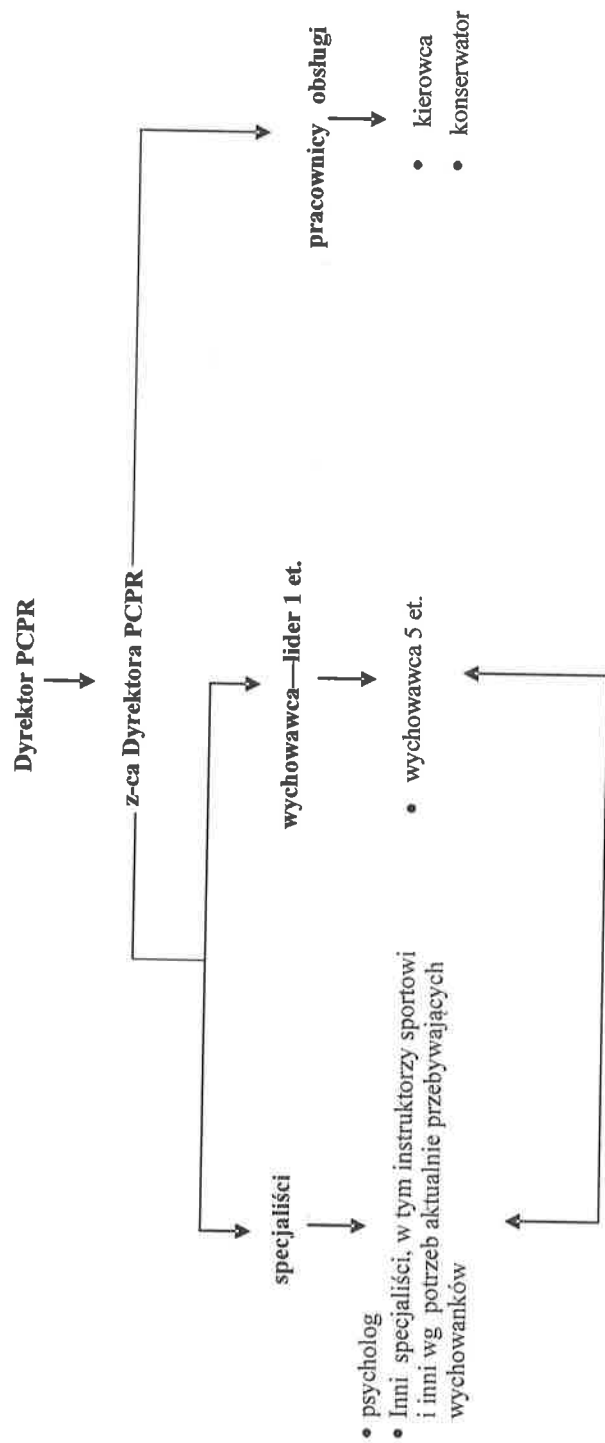 Dyrektor PCPR
z-ca Dyrektora PCPR
specjaliści
wychowawca—lider 1 et.
pracownicy obsługi
• psycholog
• Inni specjaliści, w tym instruktorzy sportowi
i inni wg potrzeb aktualnie przebywających
wychowanków
• wychowawca 5 et.
• kierowca
• konserwator